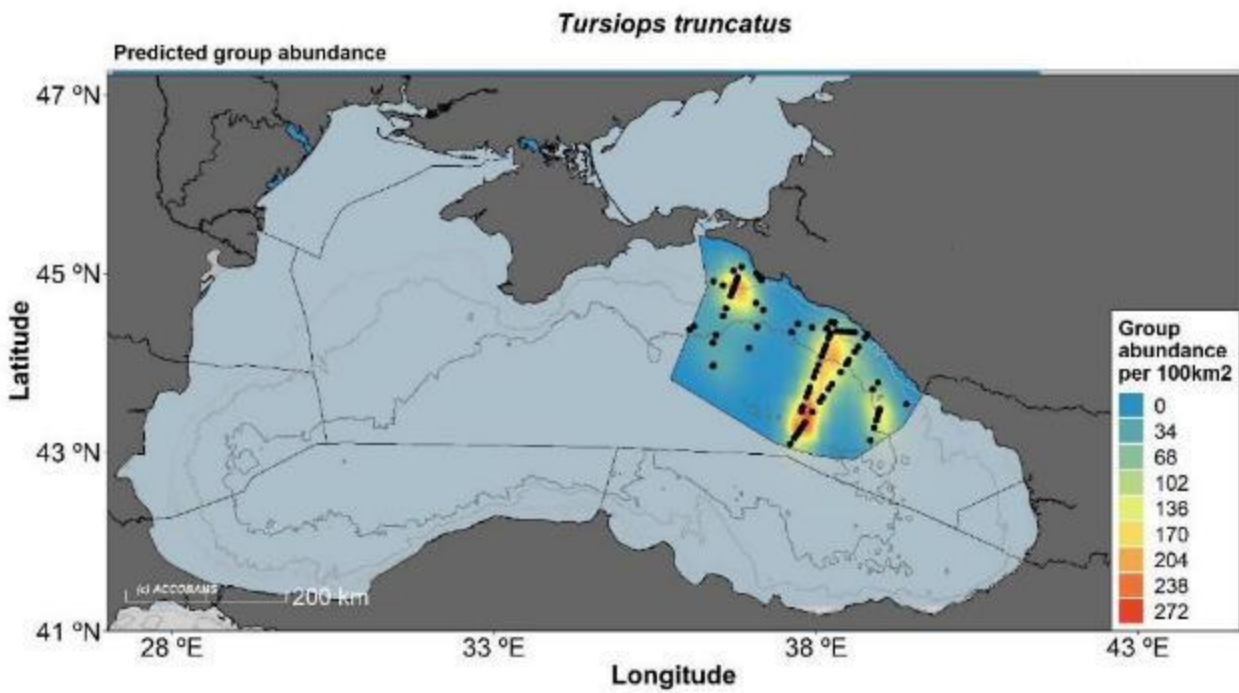 Tursiops truncatus
Predicted group abundance
47 ºN
45 ºN
43 ºN
41 ºN
Latitude
(c) ACCOBAMS
200 km
28 ºE
33 ºE
38 ºE
43 ºE
Longitude
Group
abundance
per 100km2
0
34
68
102
136
170
204
238
272